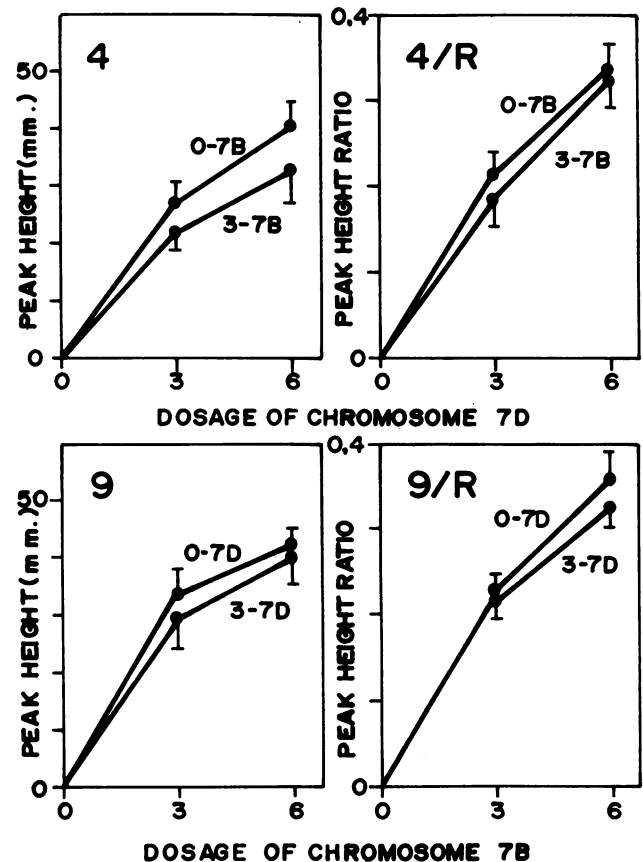 4
50
PEAK HEIGHT (mm.)
0-7B
3-7B
0
0 3 6
0,4
4/R
PEAK HEIGHT RATIO
0-7B
3-7B
0
0 3 6
DOSAGE OF CHROMOSOME 7D
9
50
PEAK HEIGHT (mm.)
0-7D
3-7D
0
0 3 6
0,4
9/R
PEAK HEIGHT RATIO
0-7D
3-7D
0
0 3 6
DOSAGE OF CHROMOSOME 7B